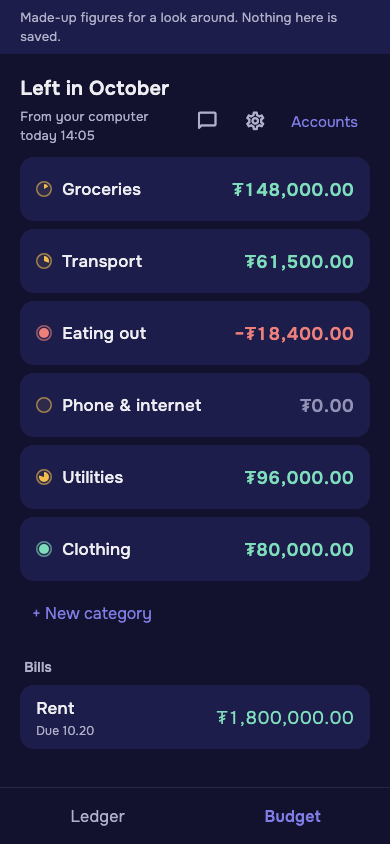 Made-up figures for a look around. Nothing here is
saved.
Left in October
From your computer
today 14:05
Accounts
Groceries ₮148,000.00
Transport ₮61,500.00
Eating out -₮18,400.00
Phone & internet ₮0.00
Utilities ₮96,000.00
Clothing ₮80,000.00
+ New category
Bills
Rent ₮1,800,000.00
Due 10.20
Ledger Budget